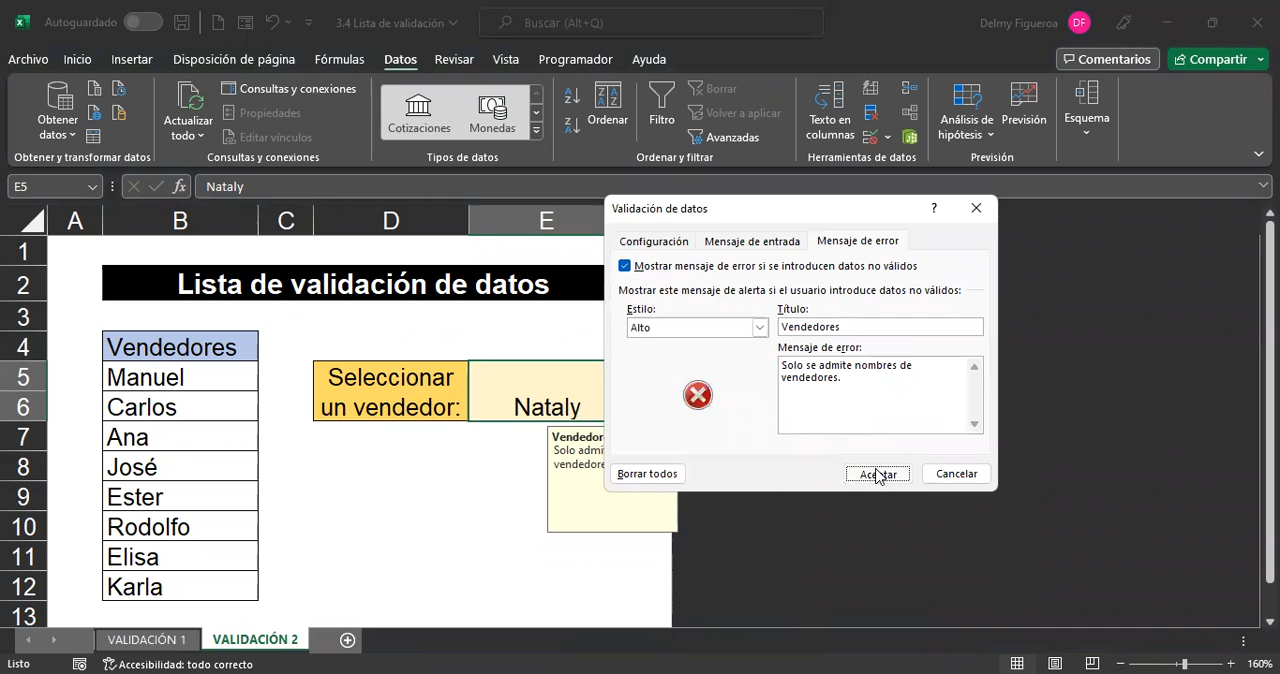 Autoguardado
3.4 Lista de validación
Buscar (Alt+Q)
Delmy Figueroa
DF
Archivo Inicio Insertar Disposición de página Fórmulas Datos Revisar Vista Programador Ayuda
Comentarios
Compartir
Obtener datos
Actualizar todo
Consultas y conexiones
Propiedades
Editar vínculos
Cotizaciones
Monedas
Ordenar
Filtro
Borrar
Volver a aplicar
Avanzadas
Texto en columnas
Análisis de hipótesis
Previsión
Esquema
Obtener y transformar datos
Consultas y conexiones
Tipos de datos
Ordenar y filtrar
Herramientas de datos
Previsión
E5
fx
Nataly
A B C D E
1
2 Lista de validación de datos
3
4 Vendedores
5 Manuel
6 Carlos
7 Ana
8 José
9 Ester
10 Rodolfo
11 Elisa
12 Karla
13
Seleccionar
un vendedor:
Nataly
Validación de datos
?
Configuración Mensaje de entrada Mensaje de error
Mostrar mensaje de error si se introducen datos no válidos
Mostrar este mensaje de alerta si el usuario introduce datos no válidos:
Estilo: Título:
Alto Vendedores
Mensaje de error:
Solo se admite nombres de
vendedores.
Borrar todos
Aceptar
Cancelar
VALIDACIÓN 1 VALIDACIÓN 2
Listo
Accesibilidad: todo correcto
160%